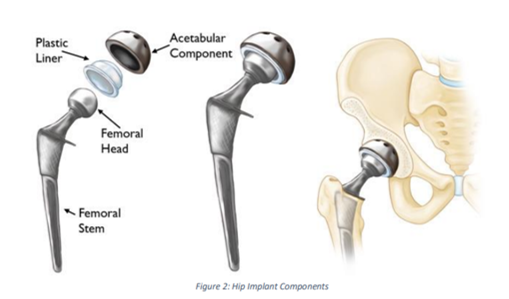 Plastic
Liner
Acetabular
Component
Femoral
Head
Femoral
Stem
Figure 2: Hip Implant Components